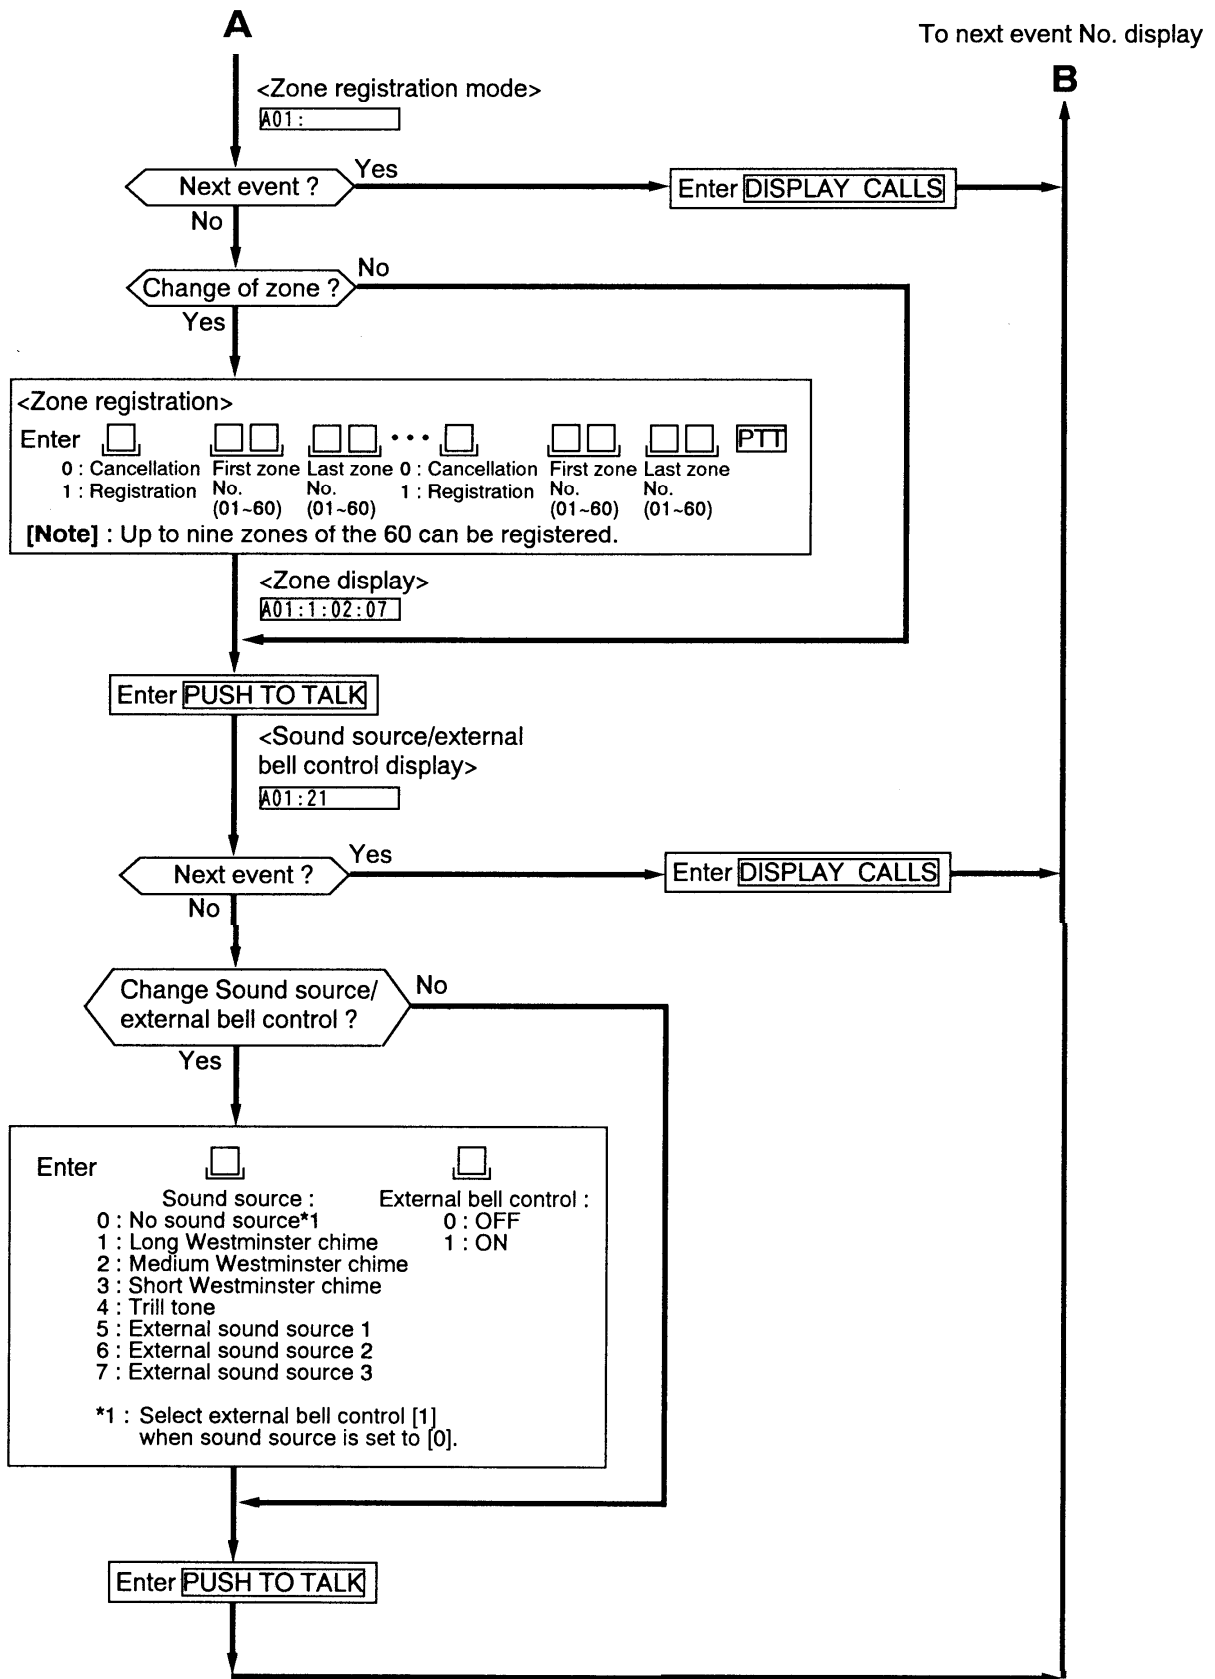 A
To next event No. display
B
<Zone registration mode>
A01:
Next event ?
Yes
Enter DISPLAY CALLS
No
Change of zone ?
No
Yes
<Zone registration>
Enter ••• PTT
0 : Cancellation First zone Last zone 0 : Cancellation First zone Last zone
1 : Registration No. No. 1 : Registration No. No.
(01~60) (01~60) (01~60) (01~60)
[Note] : Up to nine zones of the 60 can be registered.
<Zone display>
A01:1:02:07
Enter PUSH TO TALK
<Sound source/external
bell control display>
A01:21
Next event ?
Yes
Enter DISPLAY CALLS
No
Change Sound source/
external bell control ?
No
Yes
Enter
Sound source : External bell control :
0 : No sound source*1 0 : OFF
1 : Long Westminster chime 1 : ON
2 : Medium Westminster chime
3 : Short Westminster chime
4 : Trill tone
5 : External sound source 1
6 : External sound source 2
7 : External sound source 3
*1 : Select external bell control [1]
when sound source is set to [0].
Enter PUSH TO TALK